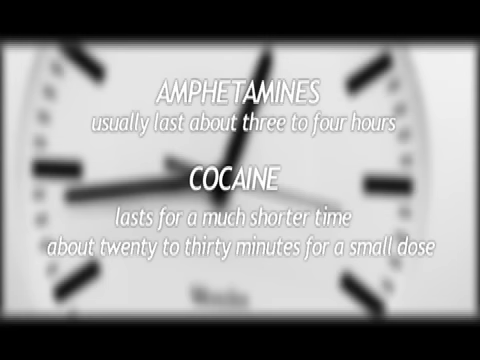 AMPHETAMINES
usually last about three to four hours
COCAINE
lasts for a much shorter time
about twenty to thirty minutes for a small dose